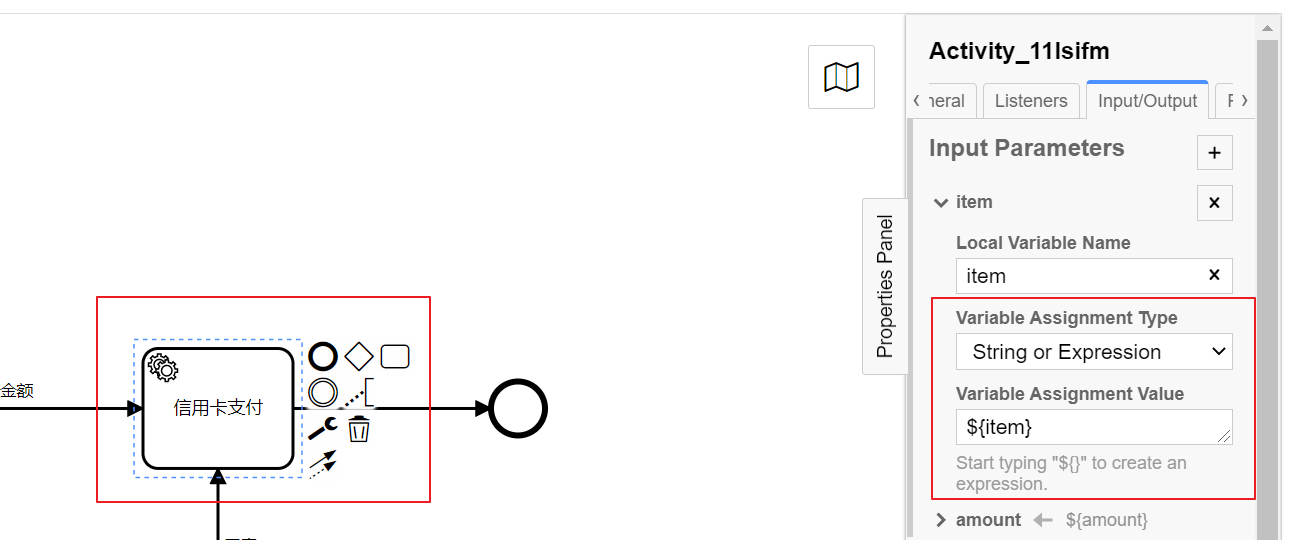 Activity_11lsifm
Listeners
Input/Output
Input Parameters
+
item
Local Variable Name
item
Variable Assignment Type
String or Expression
Variable Assignment Value
${item}
Start typing "${}" to create an
expression.
amount ${amount}
Properties Panel
金额
信用卡支付